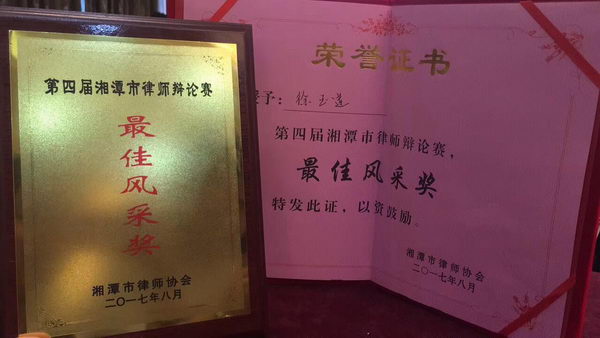 第四届湘潭市律师辩论赛
最佳风采奖
湘潭市律师协会
二〇一七年八月
荣誉证书
授予：徐玉莲
第四届湘潭市律师辩论赛，
最佳风采奖
特发此证，以资鼓励。
湘潭市律师协会
二〇一七年八月